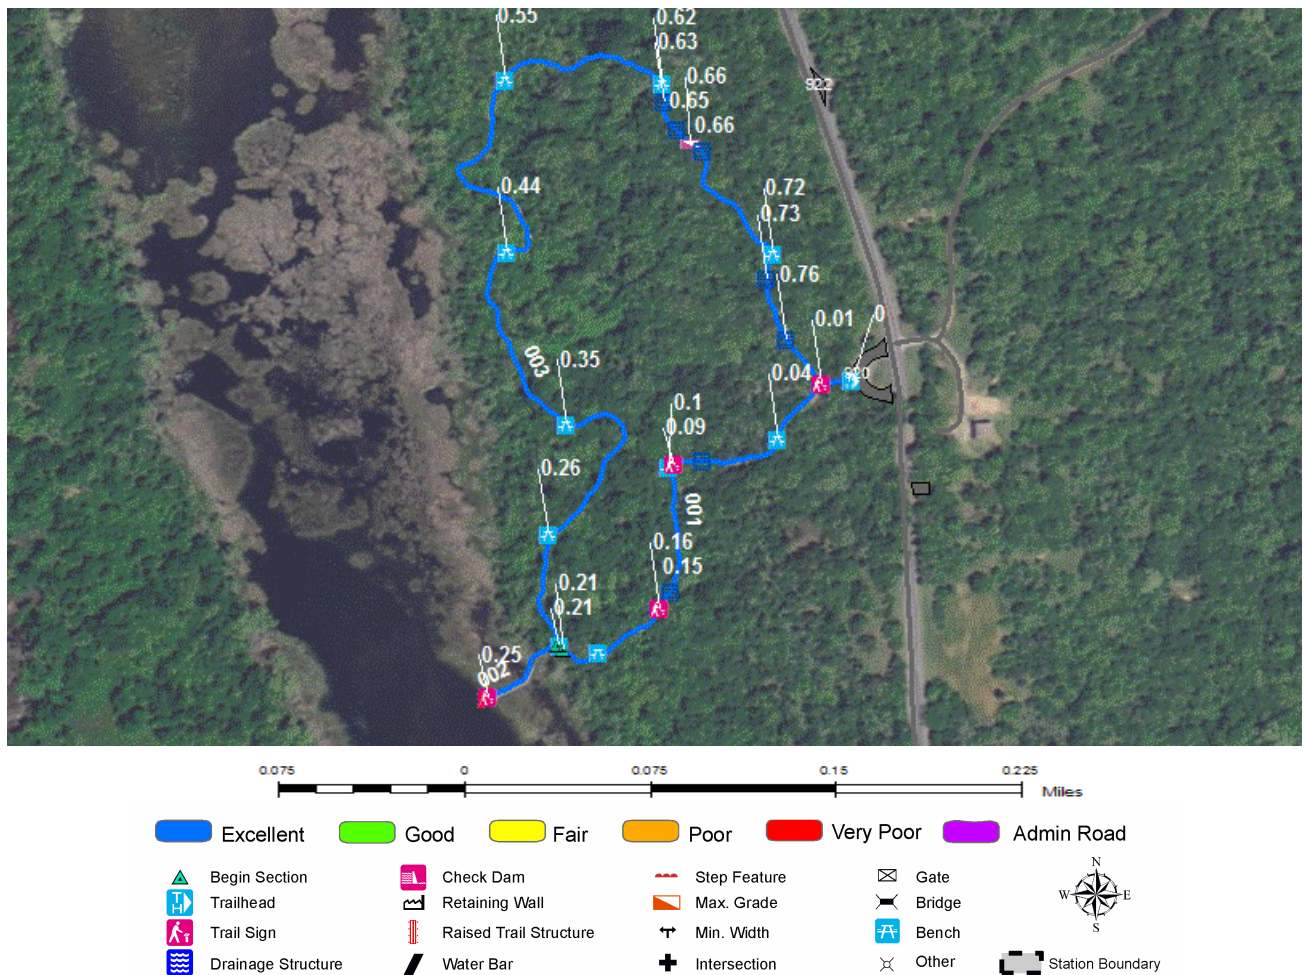 0.55
0.62
0.63
0.66
922
0.65
0.66
0.44
0.72
0.73
0.76
0.01
0
003
0.35
0.04
920
0.1
0.09
0.26
001
0.16
0.15
0.21
0.21
0.25
002
0.075 0 0.075 0.15 0.225
Miles
Excellent Good Fair Poor Very Poor Admin Road
Begin Section Check Dam Step Feature Gate
N
TH Trailhead Retaining Wall Max. Grade Bridge
W E
Trail Sign Raised Trail Structure Min. Width Bench
S
Drainage Structure Water Bar Intersection Other Station Boundary